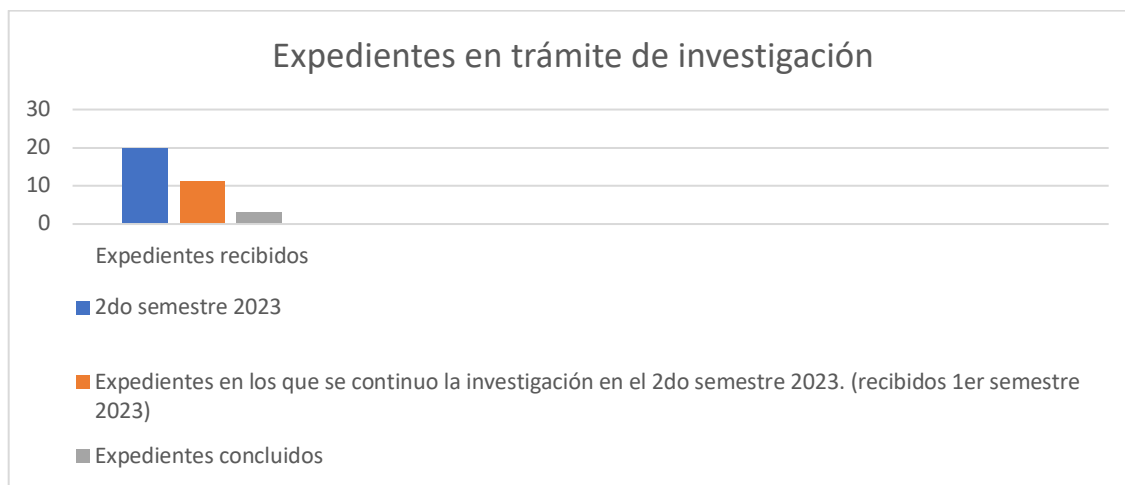 Expedientes en trámite de investigación
30
20
10
0
Expedientes recibidos
2do semestre 2023
Expedientes en los que se continuo la investigación en el 2do semestre 2023. (recibidos 1er semestre
2023)
Expedientes concluidos